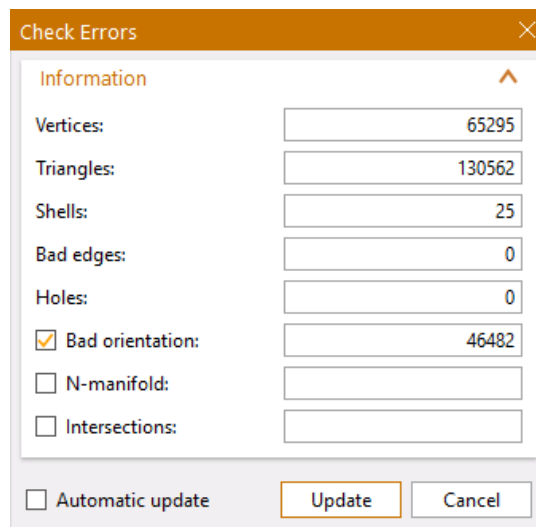 Check Errors
Information
Vertices: 65295
Triangles: 130562
Shells: 25
Bad edges: 0
Holes: 0
Bad orientation: 46482
N-manifold:
Intersections:
Automatic update Update Cancel